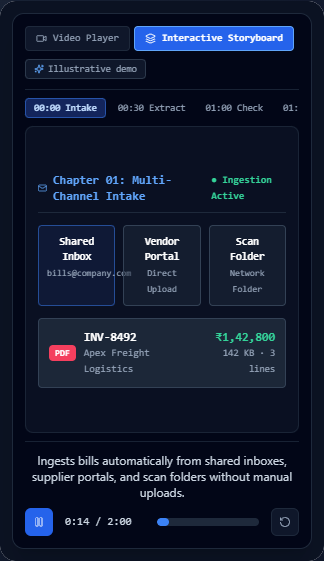 Video Player
Interactive Storyboard
Illustrative demo
00:00 Intake
00:30 Extract
01:00 Check
01:
Chapter 01: Multi-
Channel Intake
● Ingestion
Active
Shared
Inbox
bills@company.com
Vendor
Portal
Direct
Upload
Scan
Folder
Network
Folder
PDF
INV-8492
Apex Freight
Logistics
₹1,42,800
142 KB · 3
lines
Ingests bills automatically from shared inboxes,
supplier portals, and scan folders without manual
uploads.
0:14 / 2:00